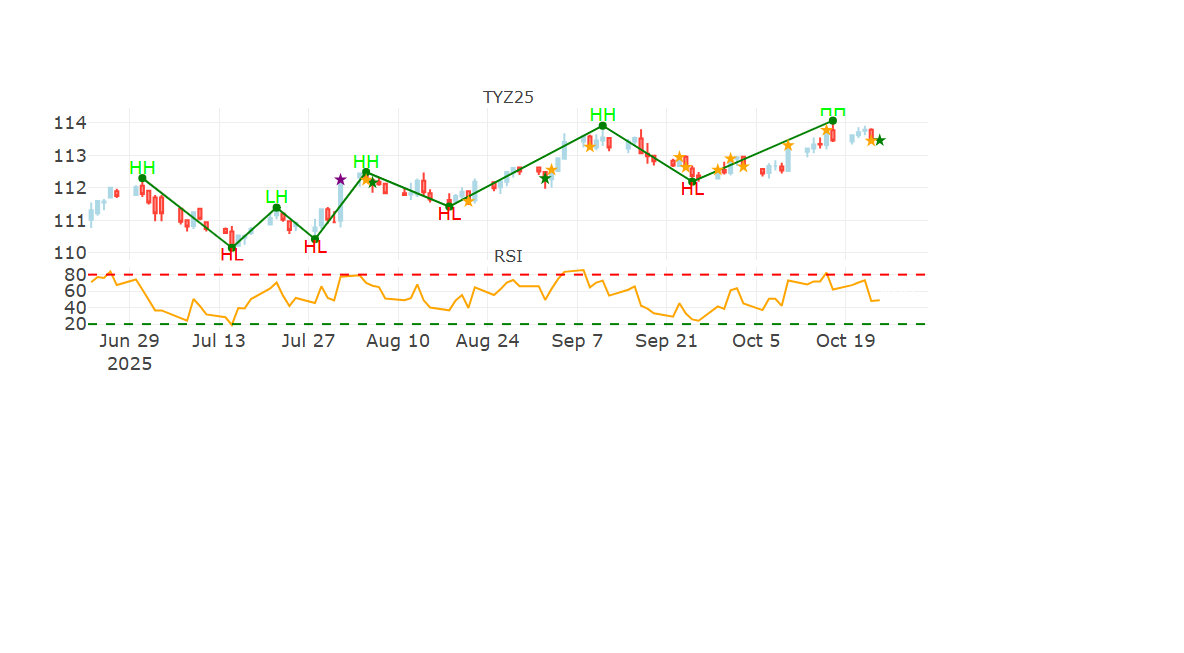 TYZ25
114
113
112
111
110
HH
HL
LH
HL
HH
HL
HH
HL
HH
RSI
80
60
40
20
Jun 29 Jul 13 Jul 27 Aug 10 Aug 24 Sep 7 Sep 21 Oct 5 Oct 19
2025